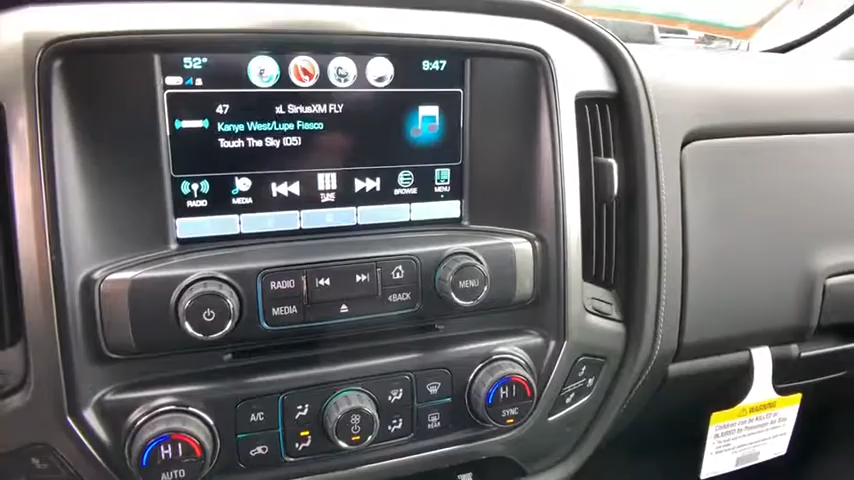 52°
9:47
47
XL SiriusXM FLY
Kanye West/Lupe Fiasco
Touch The Sky (05)
RADIO
MEDIA
TUNE
BROWSE
MENU
RADIO
MEDIA
BACK
MENU
A/C
REAR
HI
AUTO
HI
SYNC
WARNING